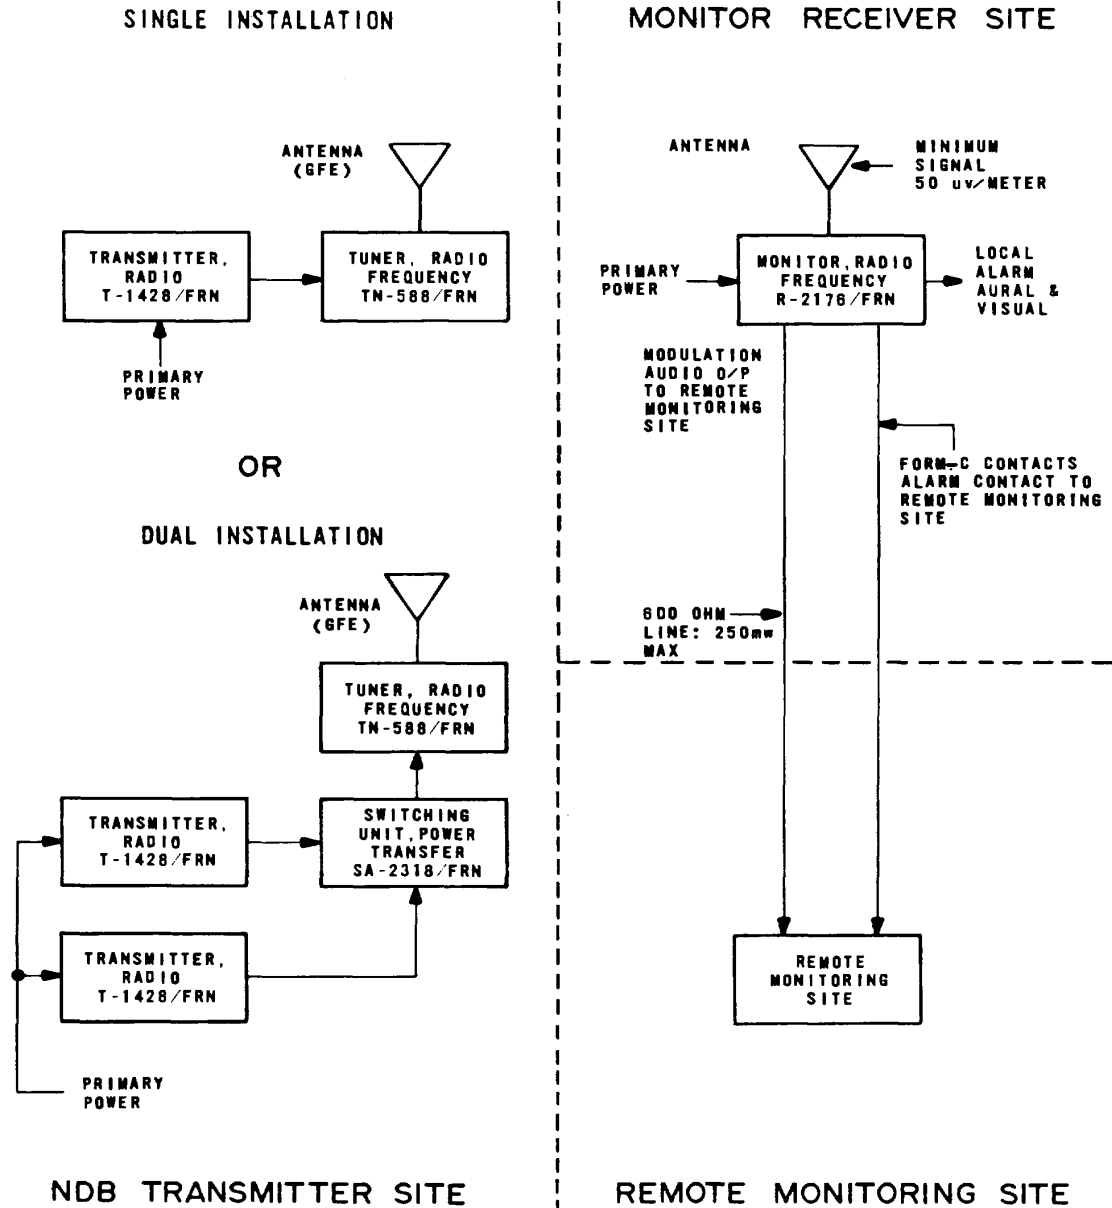 SINGLE INSTALLATION
ANTENNA
(GFE)
TRANSMITTER,
RADIO
T-1428/FRN
TUNER, RADIO
FREQUENCY
TN-588/FRN
PRIMARY
POWER
OR
DUAL INSTALLATION
ANTENNA
(GFE)
TUNER, RADIO
FREQUENCY
TN-588/FRN
TRANSMITTER,
RADIO
T-1428/FRN
SWITCHING
UNIT, POWER
TRANSFER
SA-2318/FRN
TRANSMITTER,
RADIO
T-1428/FRN
PRIMARY
POWER
NDB TRANSMITTER SITE
MONITOR RECEIVER SITE
ANTENNA
MINIMUM
SIGNAL
50 uv/METER
PRIMARY
POWER
MONITOR, RADIO
FREQUENCY
R-2176/FRN
LOCAL
ALARM
AURAL &
VISUAL
MODULATION
AUDIO O/P
TO REMOTE
MONITORING
SITE
FORM-C CONTACTS
ALARM CONTACT TO
REMOTE MONITORING
SITE
600 OHM
LINE: 250mw
MAX
REMOTE
MONITORING
SITE
REMOTE MONITORING SITE